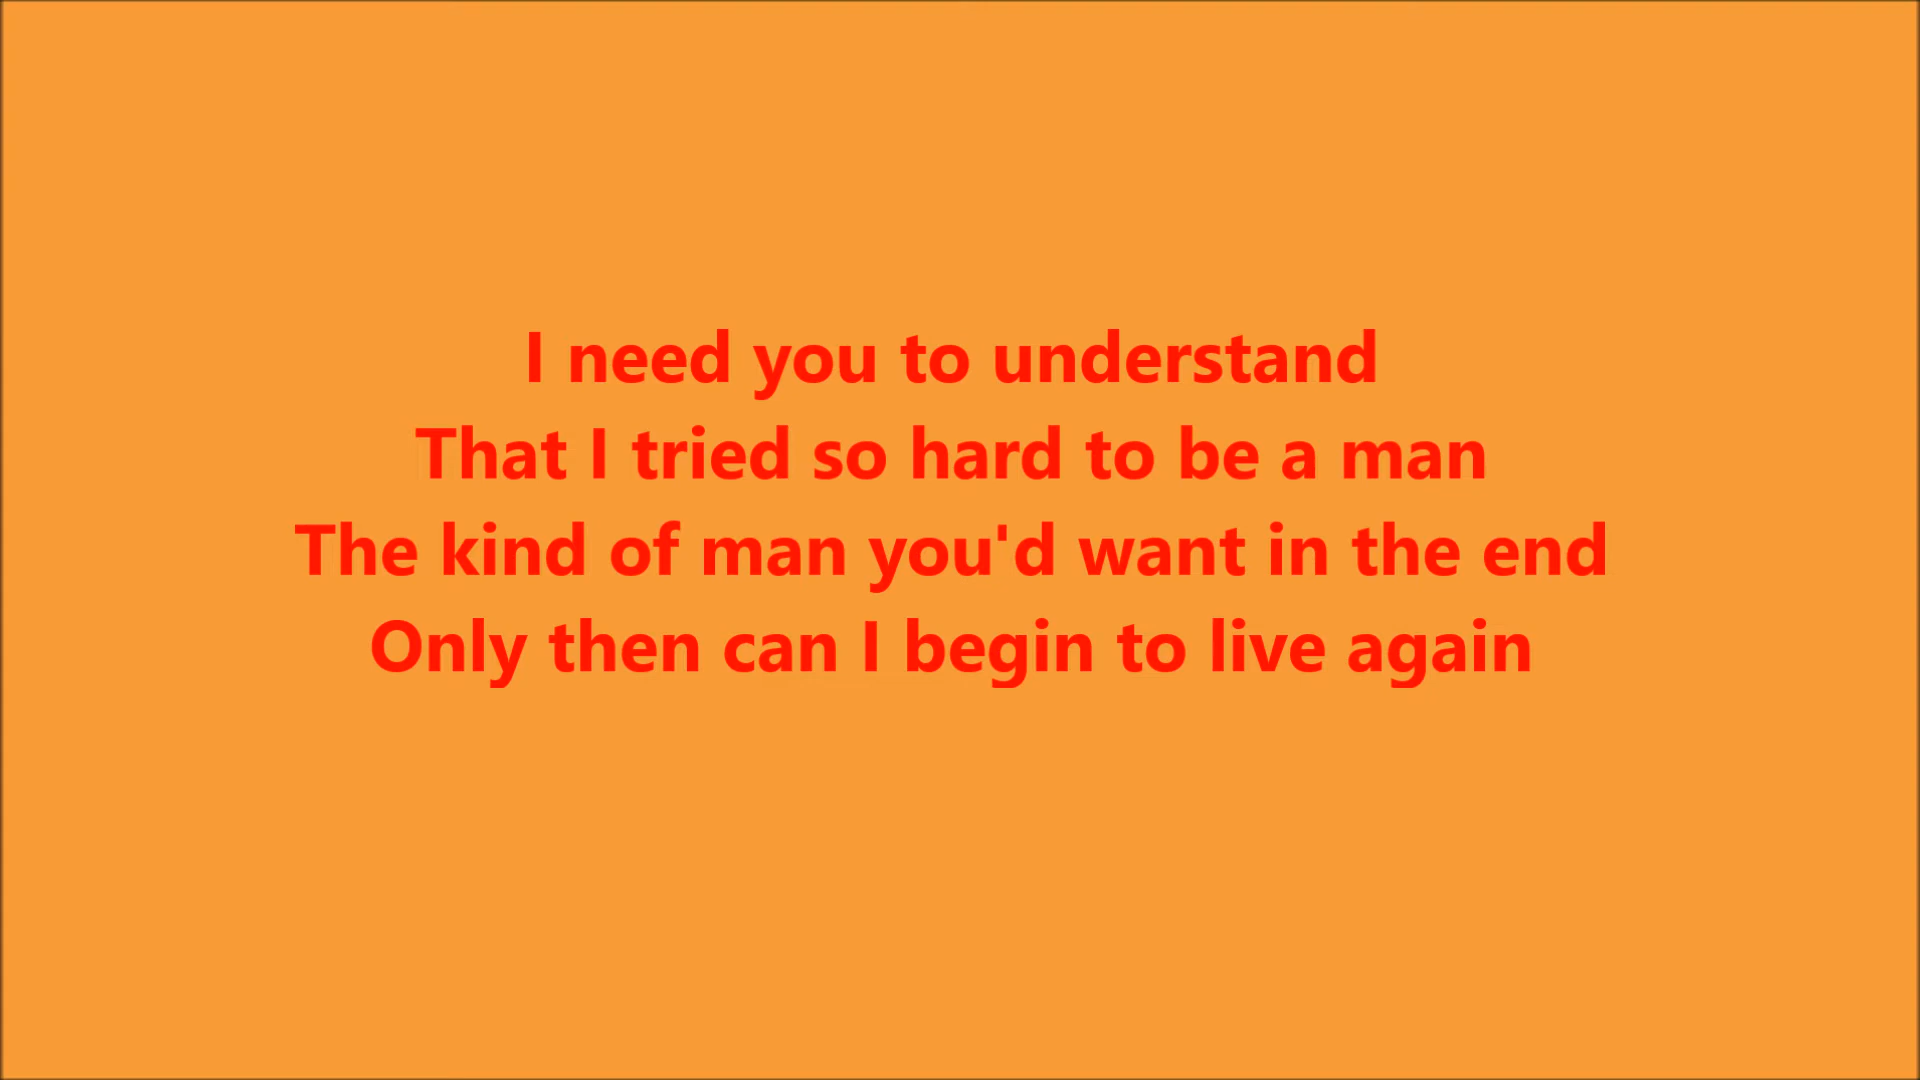 I need you to understand
That I tried so hard to be a man
The kind of man you'd want in the end
Only then can I begin to live again